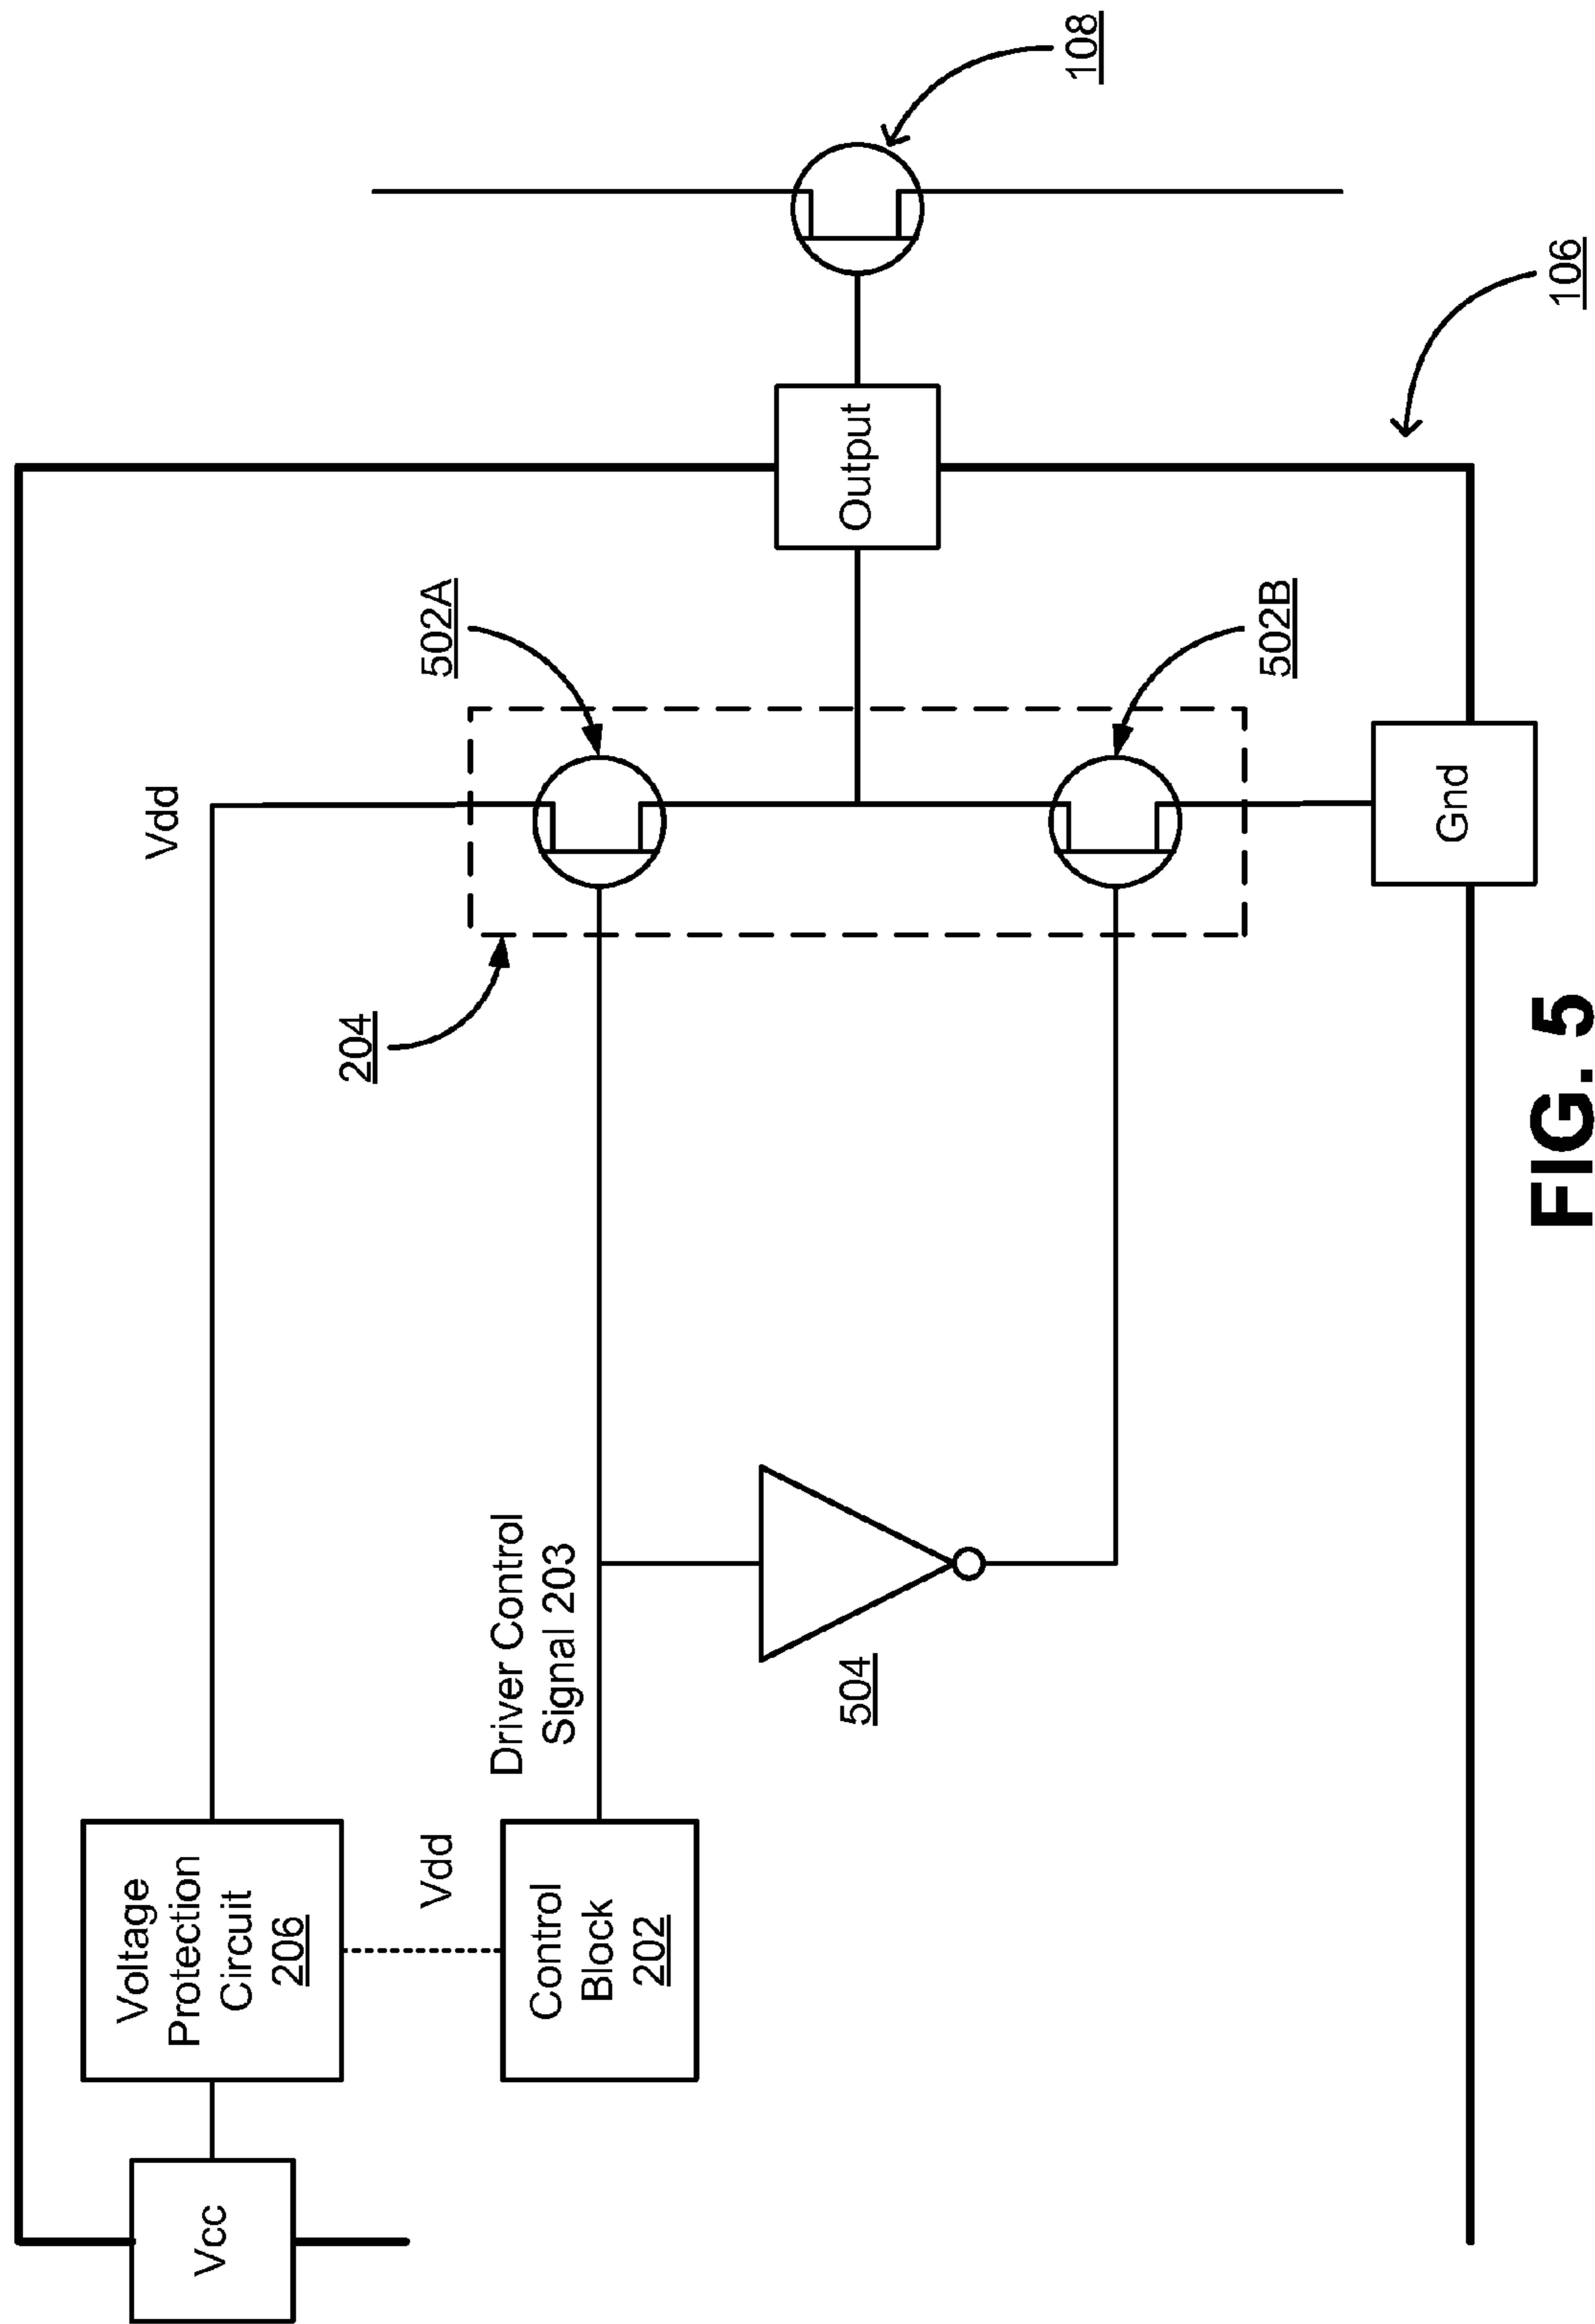 Vcc
Voltage
Protection
Circuit
206
Vdd
Vdd
Control
Block
202
Driver Control
Signal 203
504
204
502A
502B
Output
Gnd
108
106
FIG. 5